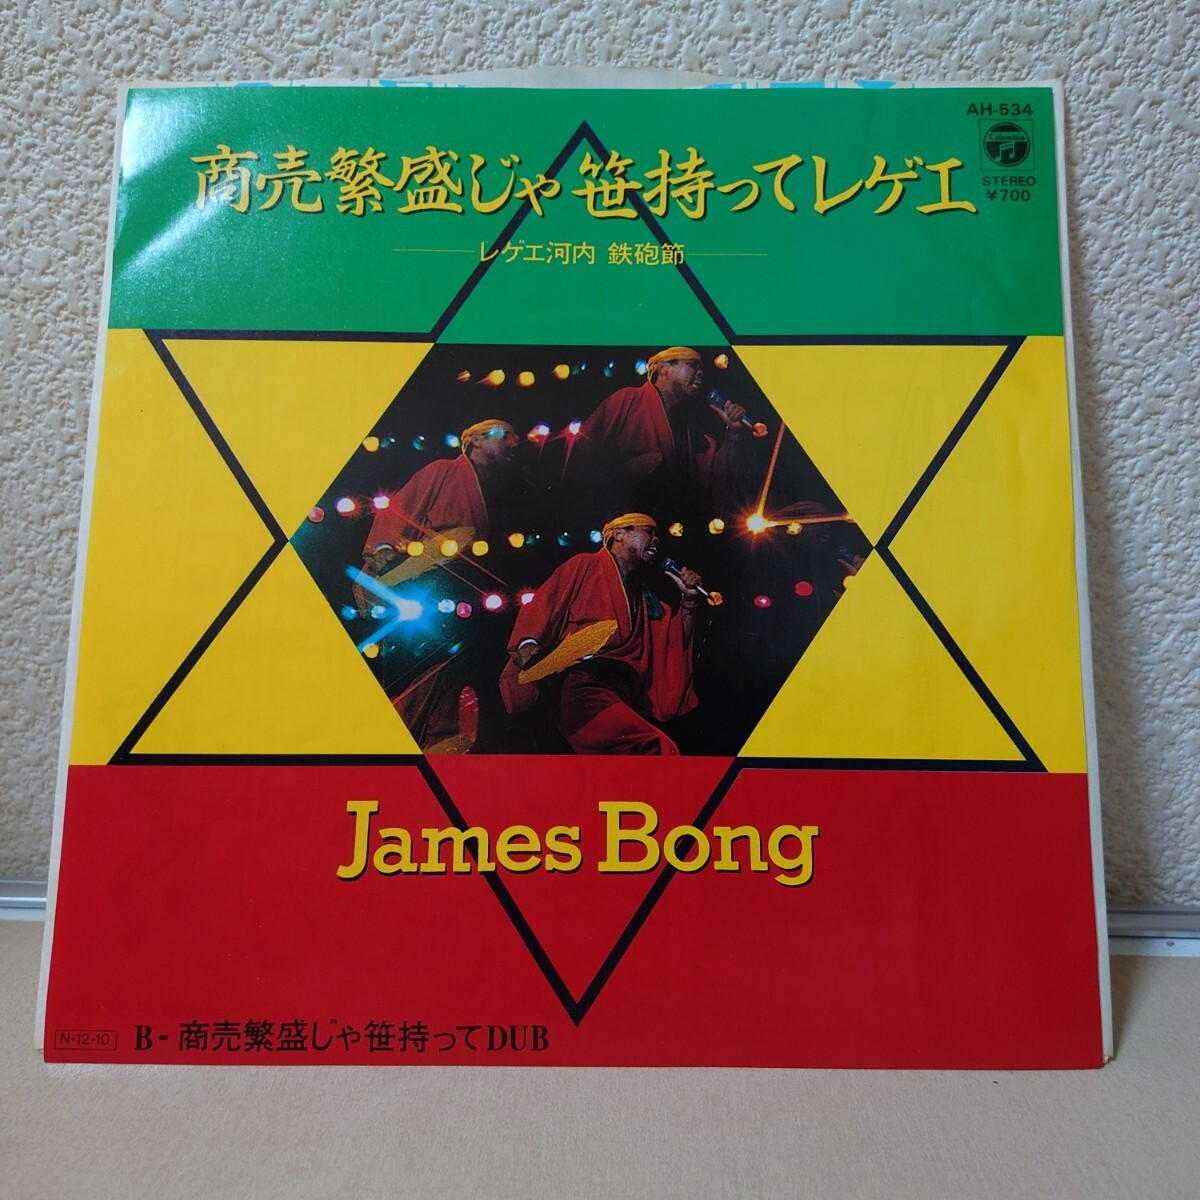 AH-534
Columbia
STEREO
¥700
商売繁盛じゃ笹持ってレゲエ
レゲエ河内 鉄砲節
James Bong
N・12・10
B-商売繁盛じゃ笹持ってDUB